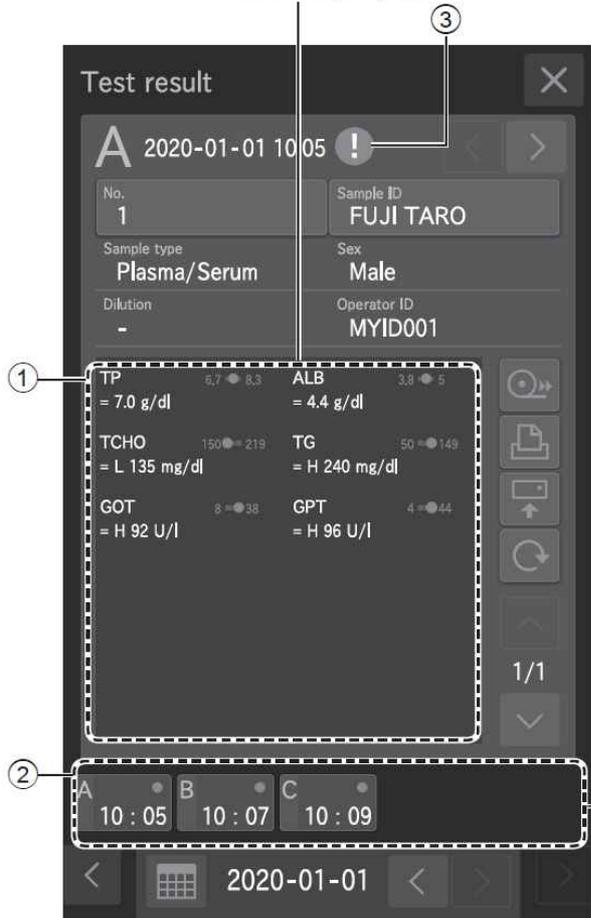 ③
Test result
A 2020-01-01 10:05 !
No.
1
Sample ID
FUJI TARO
Sample type
Plasma/Serum
Sex
Male
Dilution
-
Operator ID
MYID001
①
TP 6,7 8,3
= 7.0 g/dl
ALB 3,8 5
= 4.4 g/dl
TCHO 150 219
= L 135 mg/dl
TG 50 149
= H 240 mg/dl
GOT 8 38
= H 92 U/l
GPT 4 44
= H 96 U/l
1/1
②
A
10 : 05
B
10 : 07
C
10 : 09
2020-01-01